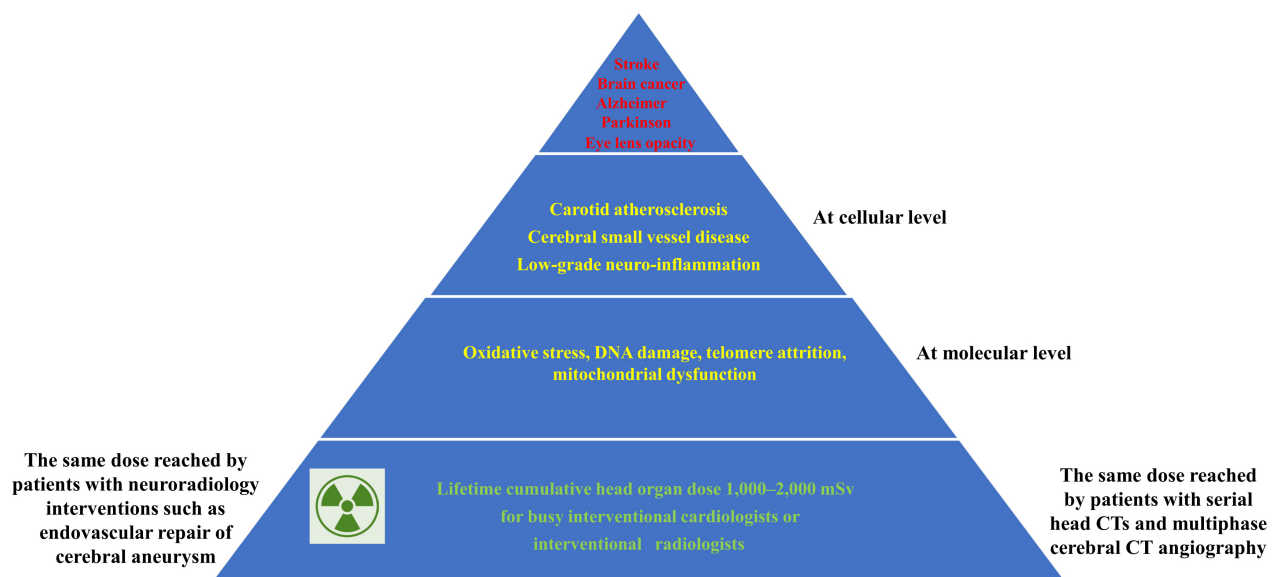 Stroke
Brain cancer
Alzheimer
Parkinson
Eye lens opacity
Carotid atherosclerosis
Cerebral small vessel disease
Low-grade neuro-inflammation
At cellular level
Oxidative stress, DNA damage, telomere attrition,
mitochondrial dysfunction
At molecular level
The same dose reached by
patients with neuroradiology
interventions such as
endovascular repair of
cerebral aneurysm
Lifetime cumulative head organ dose 1,000–2,000 mSv
for busy interventional cardiologists or
interventional radiologists
The same dose reached
by patients with serial
head CTs and multiphase
cerebral CT angiography